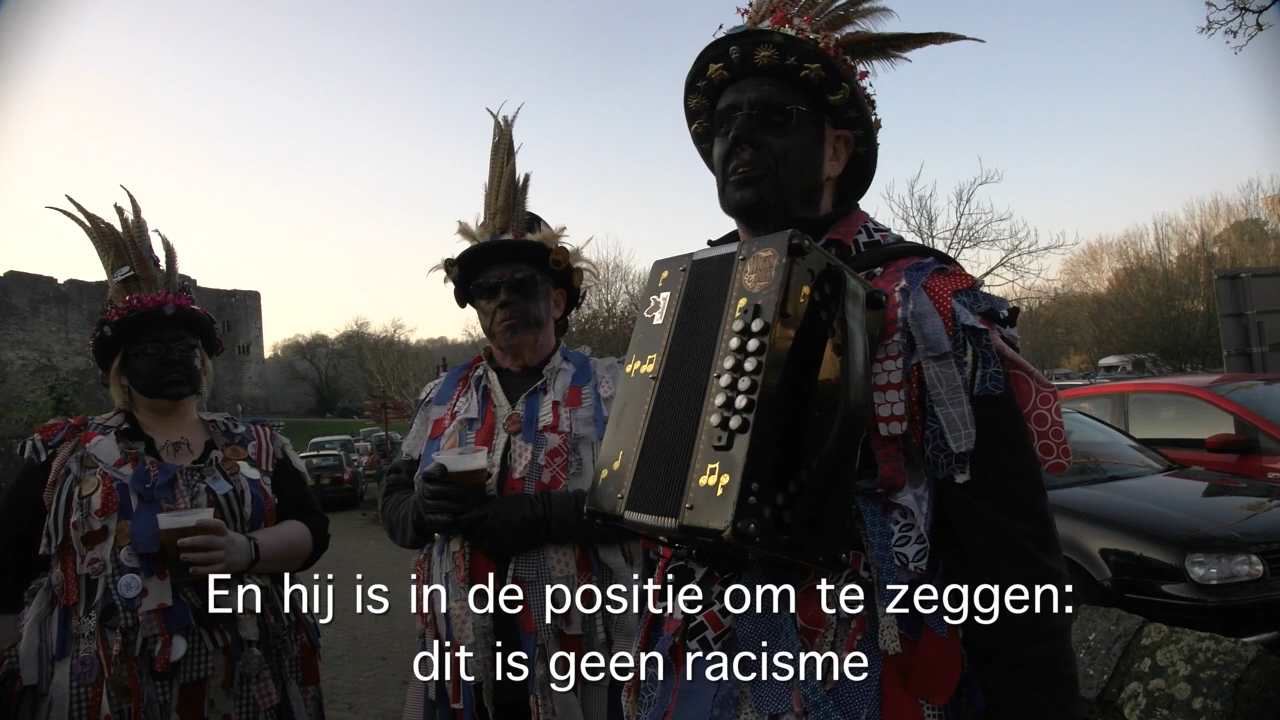 En hij is in de positie om te zeggen:
dit is geen racisme